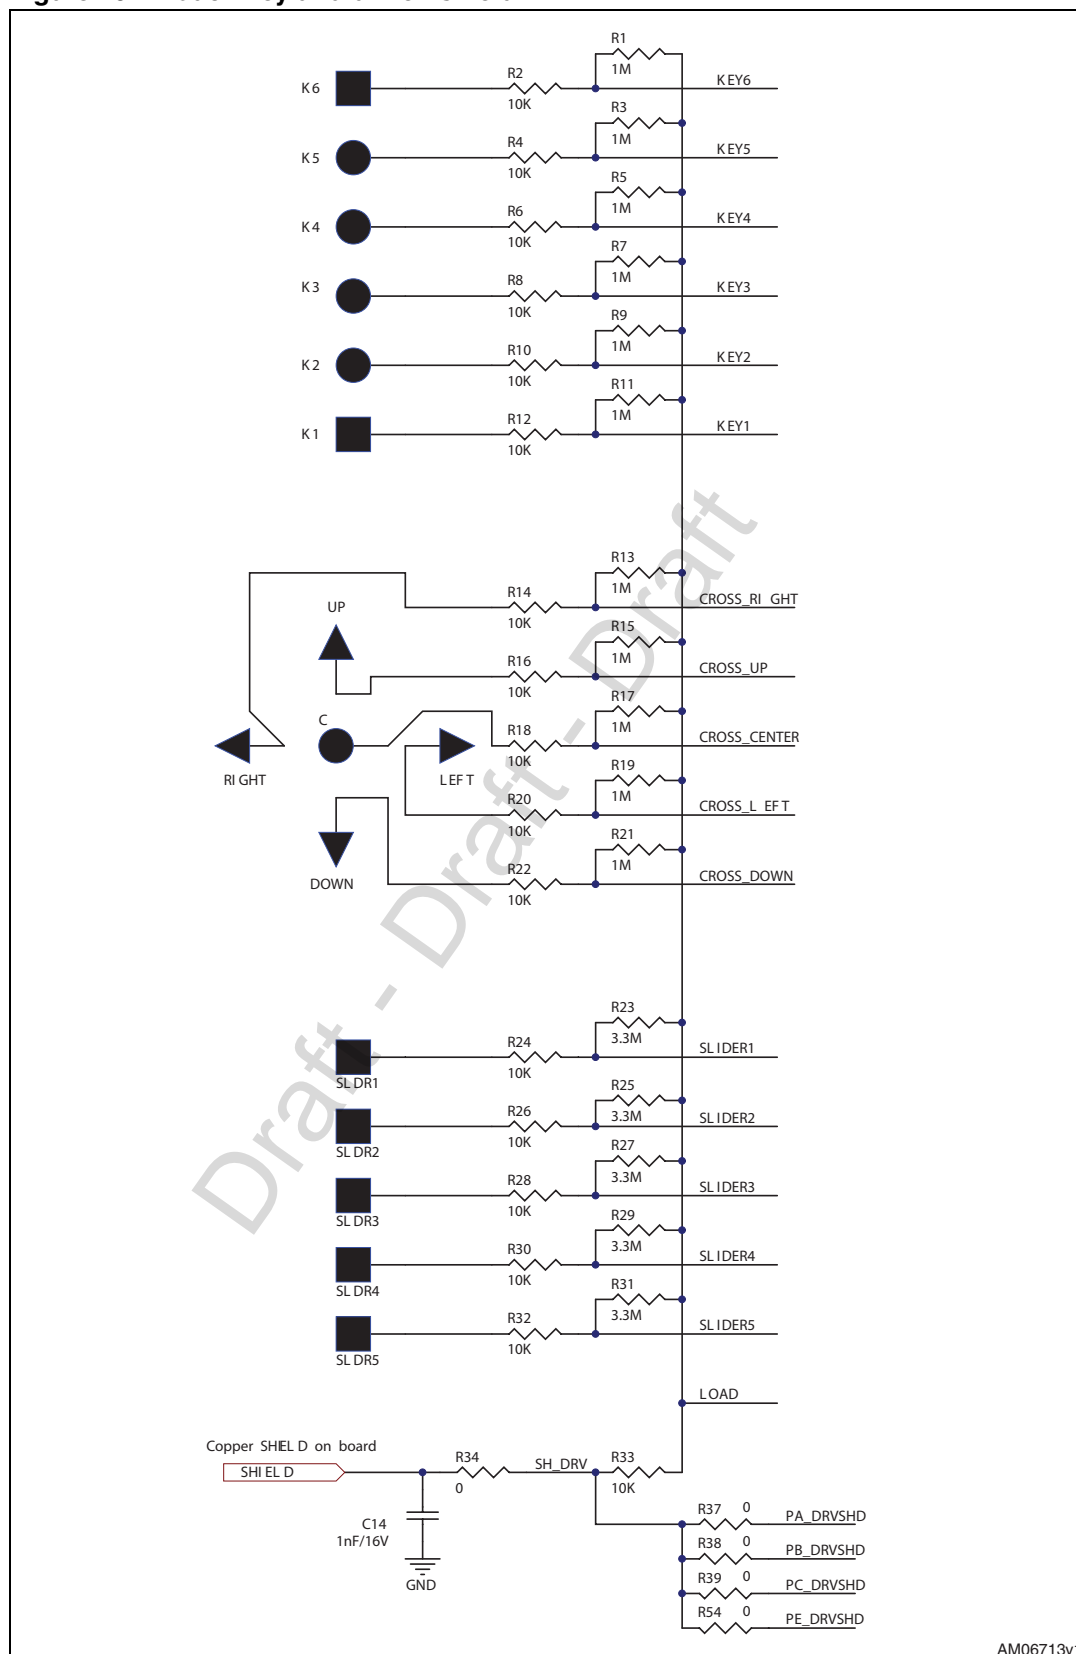 R1
R2
1M
KEY6
K6
10K
R3
R4
1M
KEY5
K5
10K
R5
R6
1M
KEY4
K4
10K
R7
R8
1M
KEY3
K3
10K
R9
R10
1M
KEY2
K2
10K
R11
R12
1M
KEY1
K1
10K
R13
R14
1M
CROSS_RIGHT
UP
10K
R15
R16
1M
CROSS_UP
10K
R17
C
R18
1M
CROSS_CENTER
10K
RIGHT
LEFT
R19
R20
1M
CROSS_LEFT
10K
R21
R22
1M
CROSS_DOWN
DOWN
10K
Draft - Draft - Draft
R23
R24
3.3M
SLIDER1
10K
SLDR1
R25
R26
3.3M
SLIDER2
10K
SLDR2
R27
R28
3.3M
SLIDER3
10K
SLDR3
R29
R30
3.3M
SLIDER4
10K
SLDR4
R31
R32
3.3M
SLIDER5
10K
SLDR5
LOAD
Copper SHIELD on board
SHIELD
R34
0
SH_DRV
R33
10K
C14
1nF/16V
GND
R37 0 PA_DRVSHD
R38 0 PB_DRVSHD
R39 0 PC_DRVSHD
R54 0 PE_DRVSHD